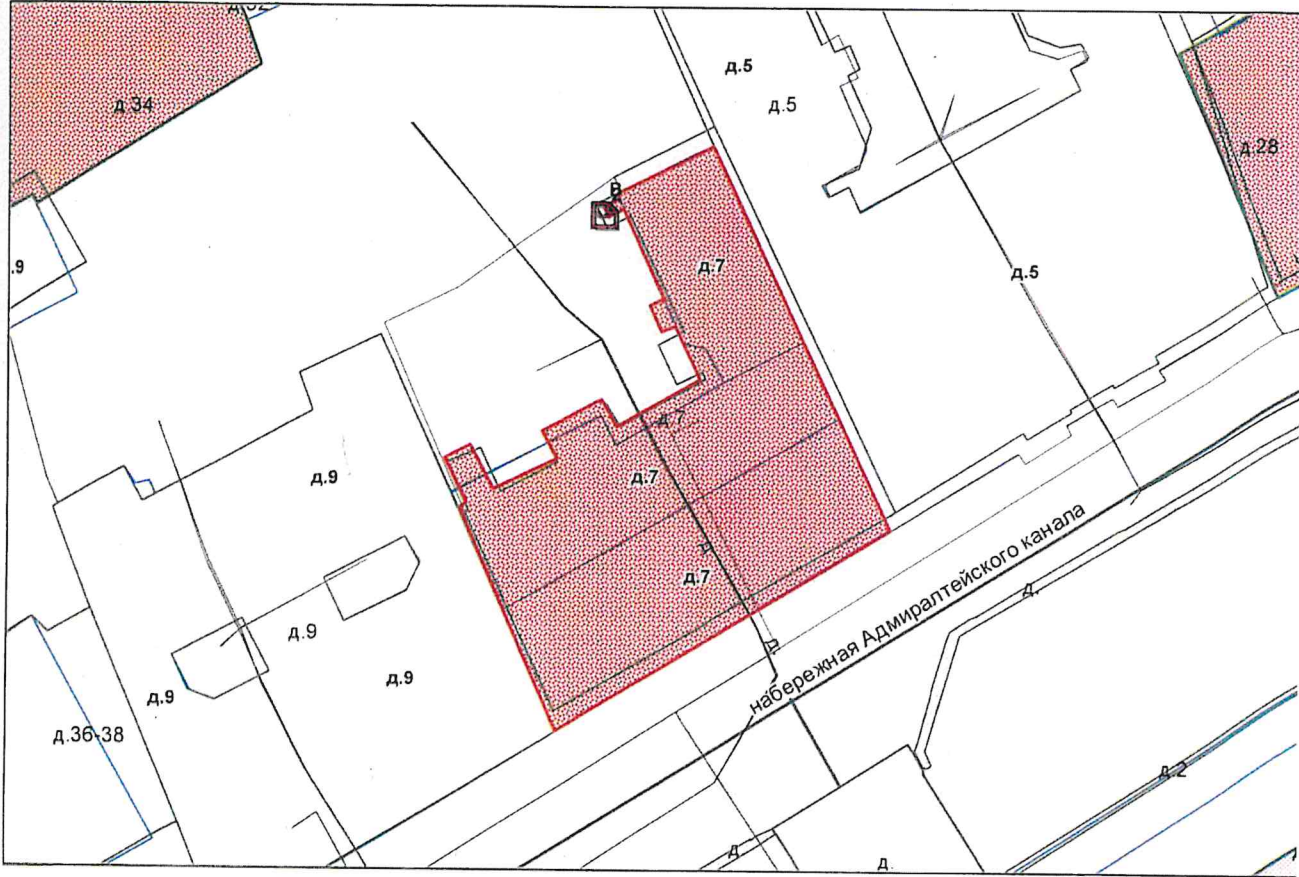 д.34
д.5
д.5
д.28
В
.9
д.7
д.5
д.7
д.9
д.7
д.7
д.9
д.9
д.9
д.36-38
набережная Адмиралтейского канала
д.
д.2
д.
д.